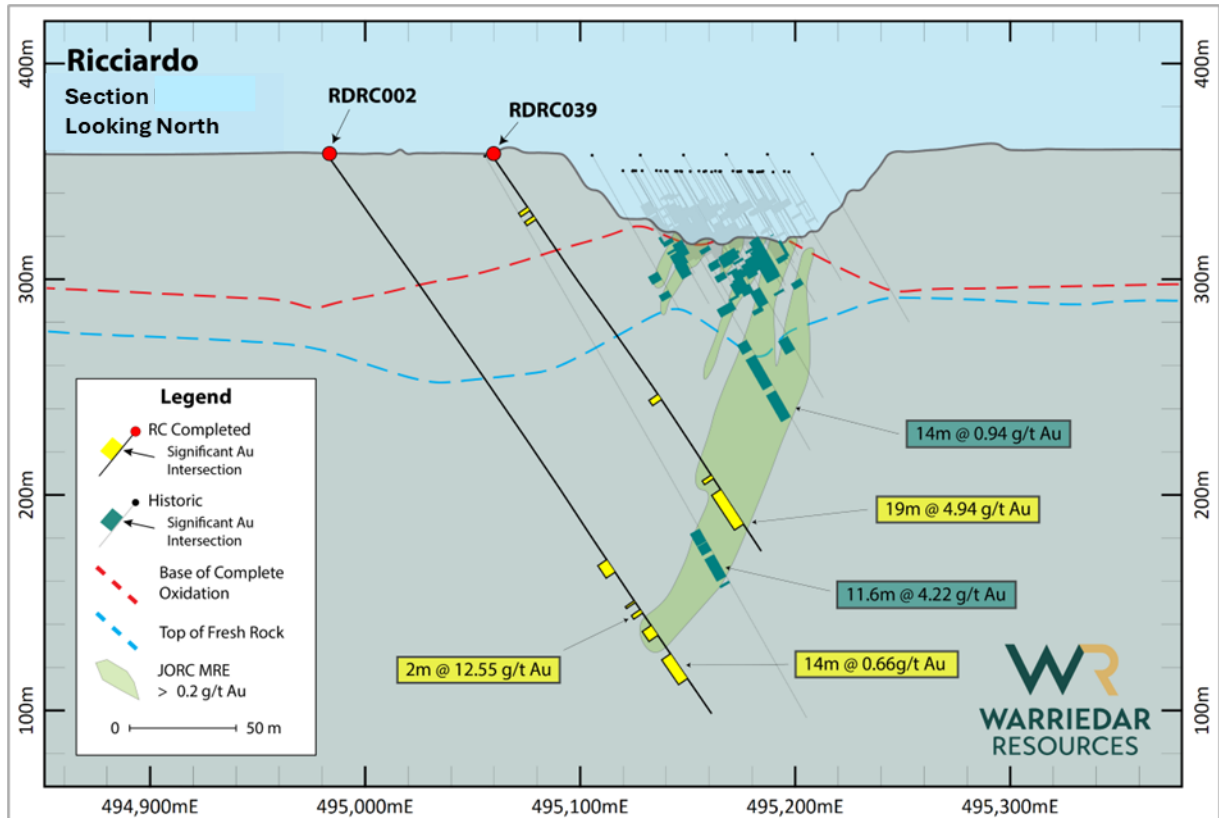 Ricciardo
Section
Looking North
RDRC002
RDRC039
400m
300m
200m
100m
400m
300m
200m
100m
Legend
RC Completed
Significant Au
Intersection
Historic
Significant Au
Intersection
Base of Complete
Oxidation
Top of Fresh Rock
JORC MRE
> 0.2 g/t Au
0 50 m
14m @ 0.94 g/t Au
19m @ 4.94 g/t Au
11.6m @ 4.22 g/t Au
2m @ 12.55 g/t Au
14m @ 0.66g/t Au
WR
WARRIEDAR
RESOURCES
494,900mE 495,000mE 495,100mE 495,200mE 495,300mE